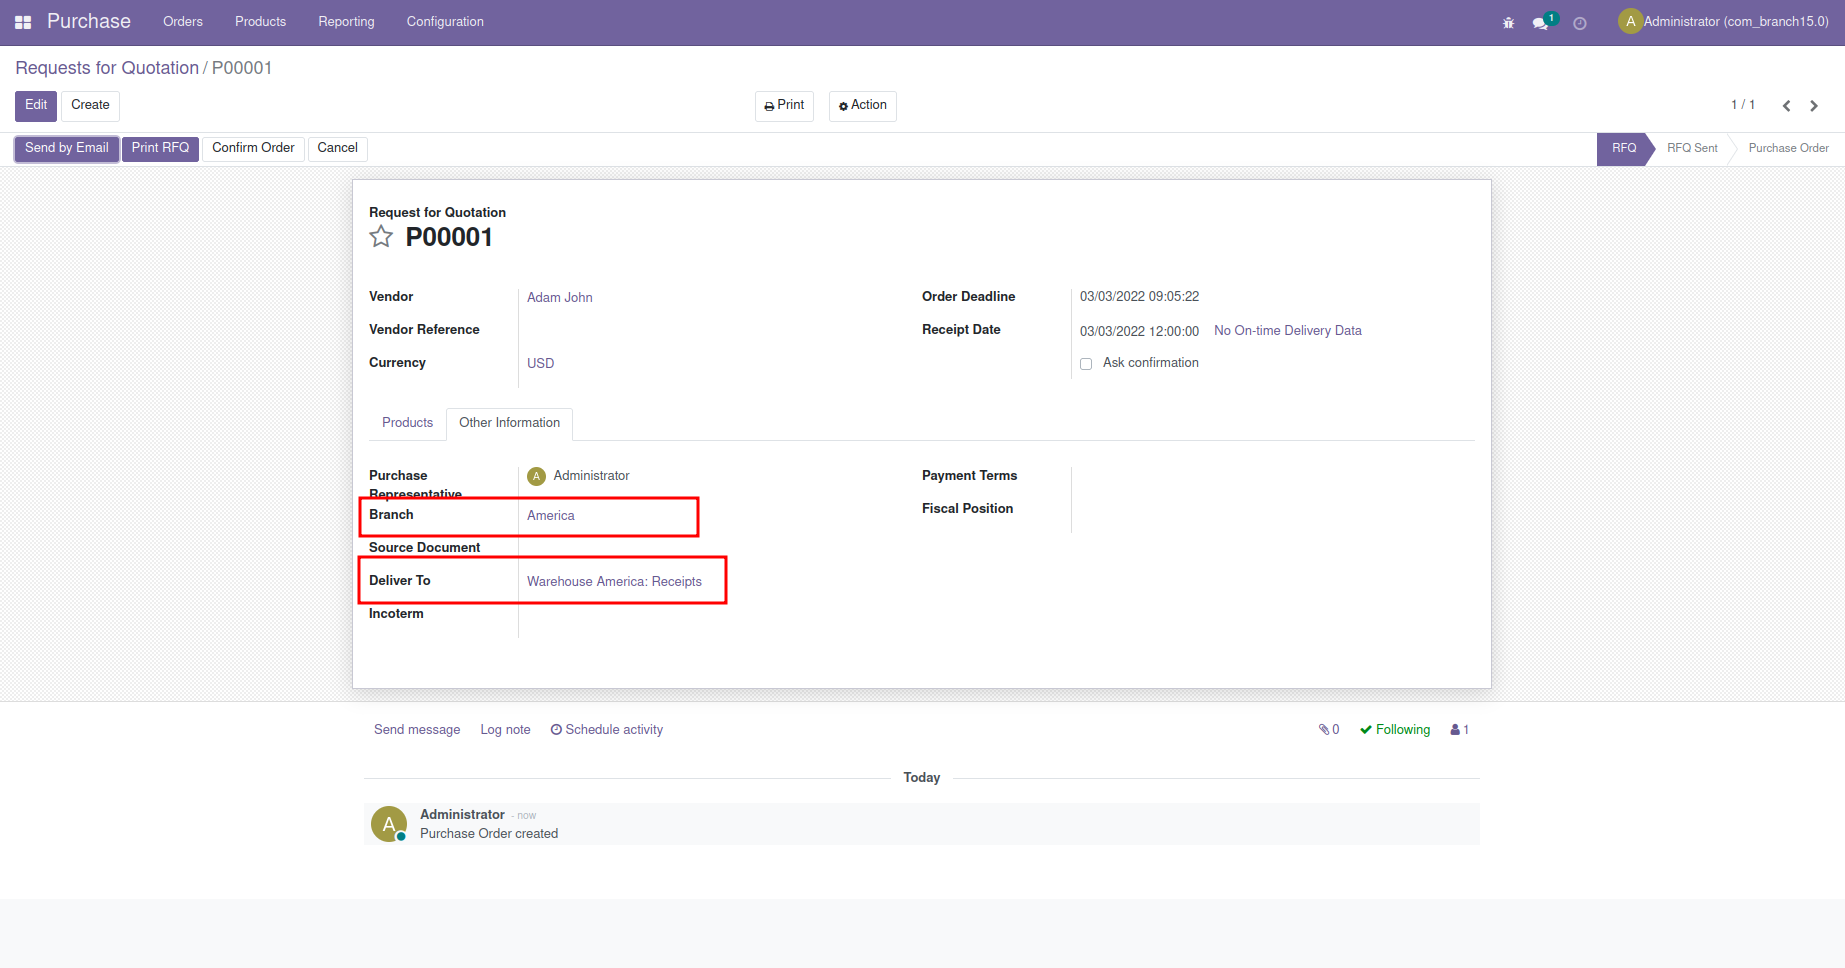 Purchase Orders Products Reporting Configuration 1 A Administrator (com_branch15.0)
Requests for Quotation / P00001
Edit Create Print Action 1 / 1
Send by Email Print RFQ Confirm Order Cancel RFQ RFQ Sent Purchase Order
Request for Quotation
P00001
Vendor Adam John Order Deadline 03/03/2022 09:05:22
Vendor Reference Receipt Date 03/03/2022 12:00:00 No On-time Delivery Data
Currency USD Ask confirmation
Products Other Information
Purchase A Administrator Payment Terms
Representative
Branch America Fiscal Position
Source Document
Deliver To Warehouse America: Receipts
Incoterm
Send message Log note Schedule activity 0 Following 1
Today
A Administrator - now
Purchase Order created